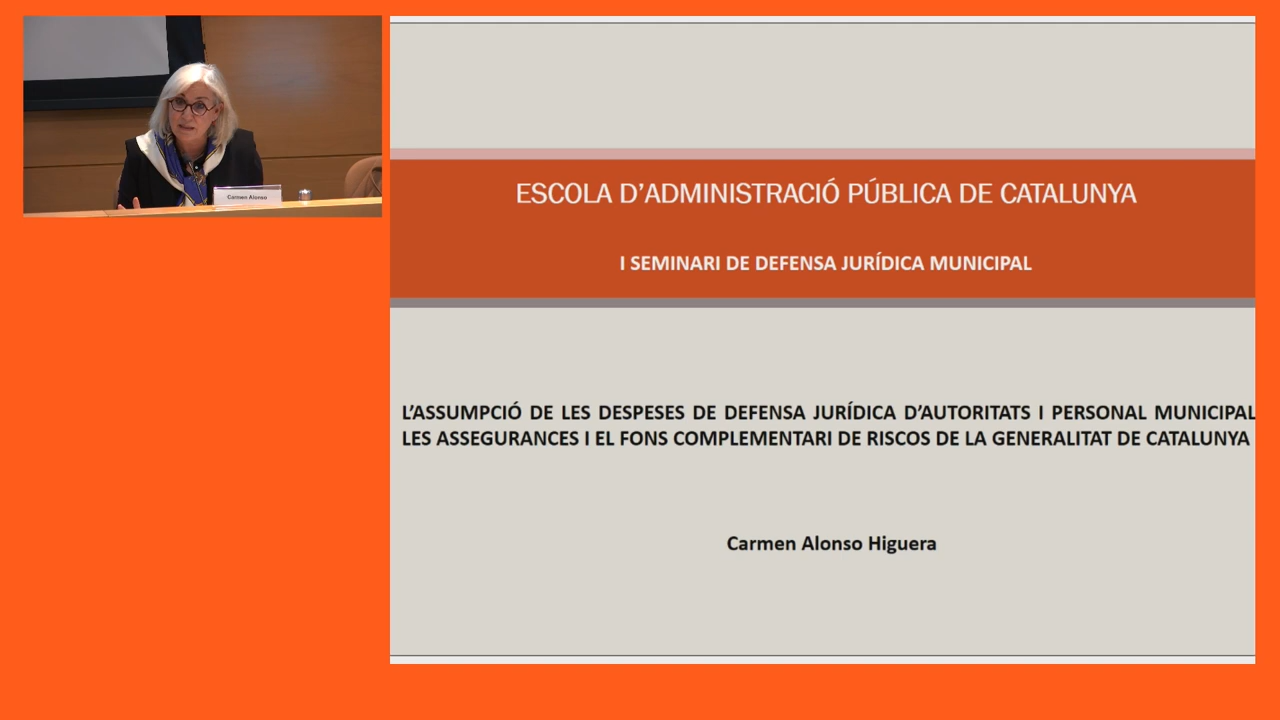 Carmen Alonso
ESCOLA D'ADMINISTRACIÓ PÚBLICA DE CATALUNYA
I SEMINARI DE DEFENSA JURÍDICA MUNICIPAL
L'ASSUMPCIÓ DE LES DESPESES DE DEFENSA JURÍDICA D'AUTORITATS I PERSONAL MUNICIPAL
LES ASSEGURANCES I EL FONS COMPLEMENTARI DE RISCOS DE LA GENERALITAT DE CATALUNYA
Carmen Alonso Higuera